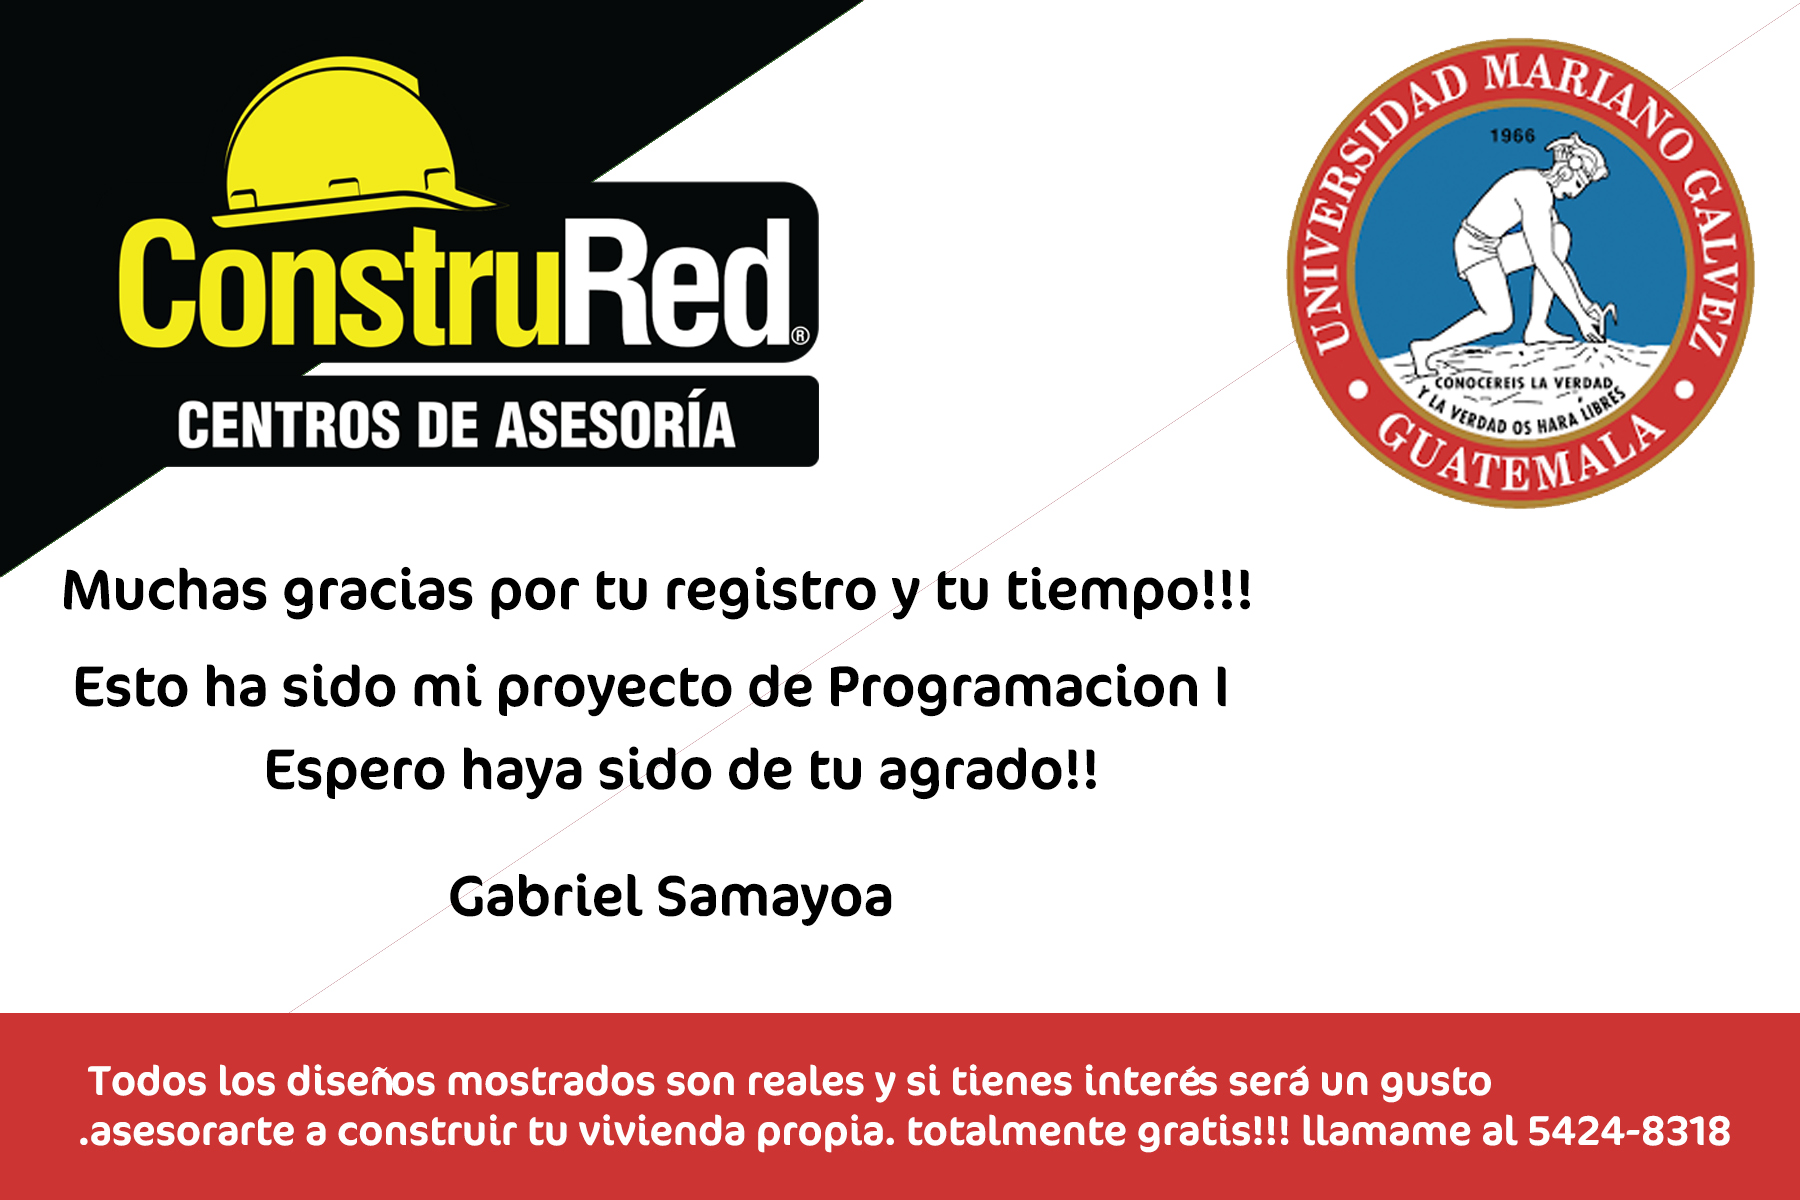 ConstruRed®
CENTROS DE ASESORÍA
UNIVERSIDAD MARIANO GALVEZ
1966
CONOCEREIS LA VERDAD
Y LA VERDAD OS HARÁ LIBRES
GUATEMALA
Muchas gracias por tu registro y tu tiempo!!!
Esto ha sido mi proyecto de Programacion I
Espero haya sido de tu agrado!!
Gabriel Samayoa
Todos los diseños mostrados son reales y si tienes interés será un gusto
.asesorarte a construir tu vivienda propia. totalmente gratis!!! llamame al 5424-8318